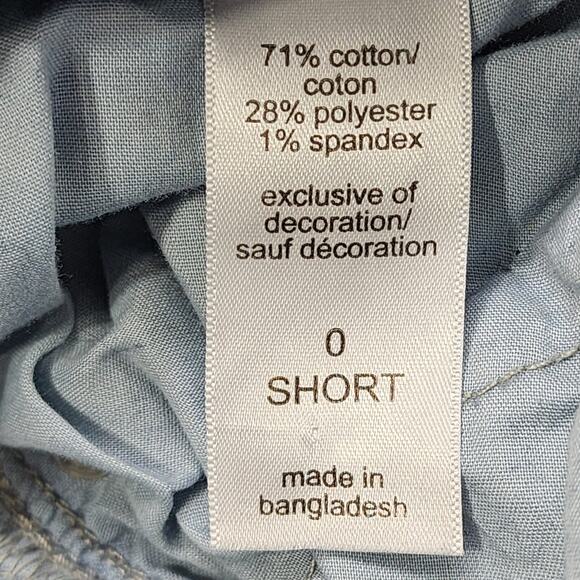 71% cotton/
coton
28% polyester
1% spandex
exclusive of
decoration/
sauf décoration
0
SHORT
made in
bangladesh